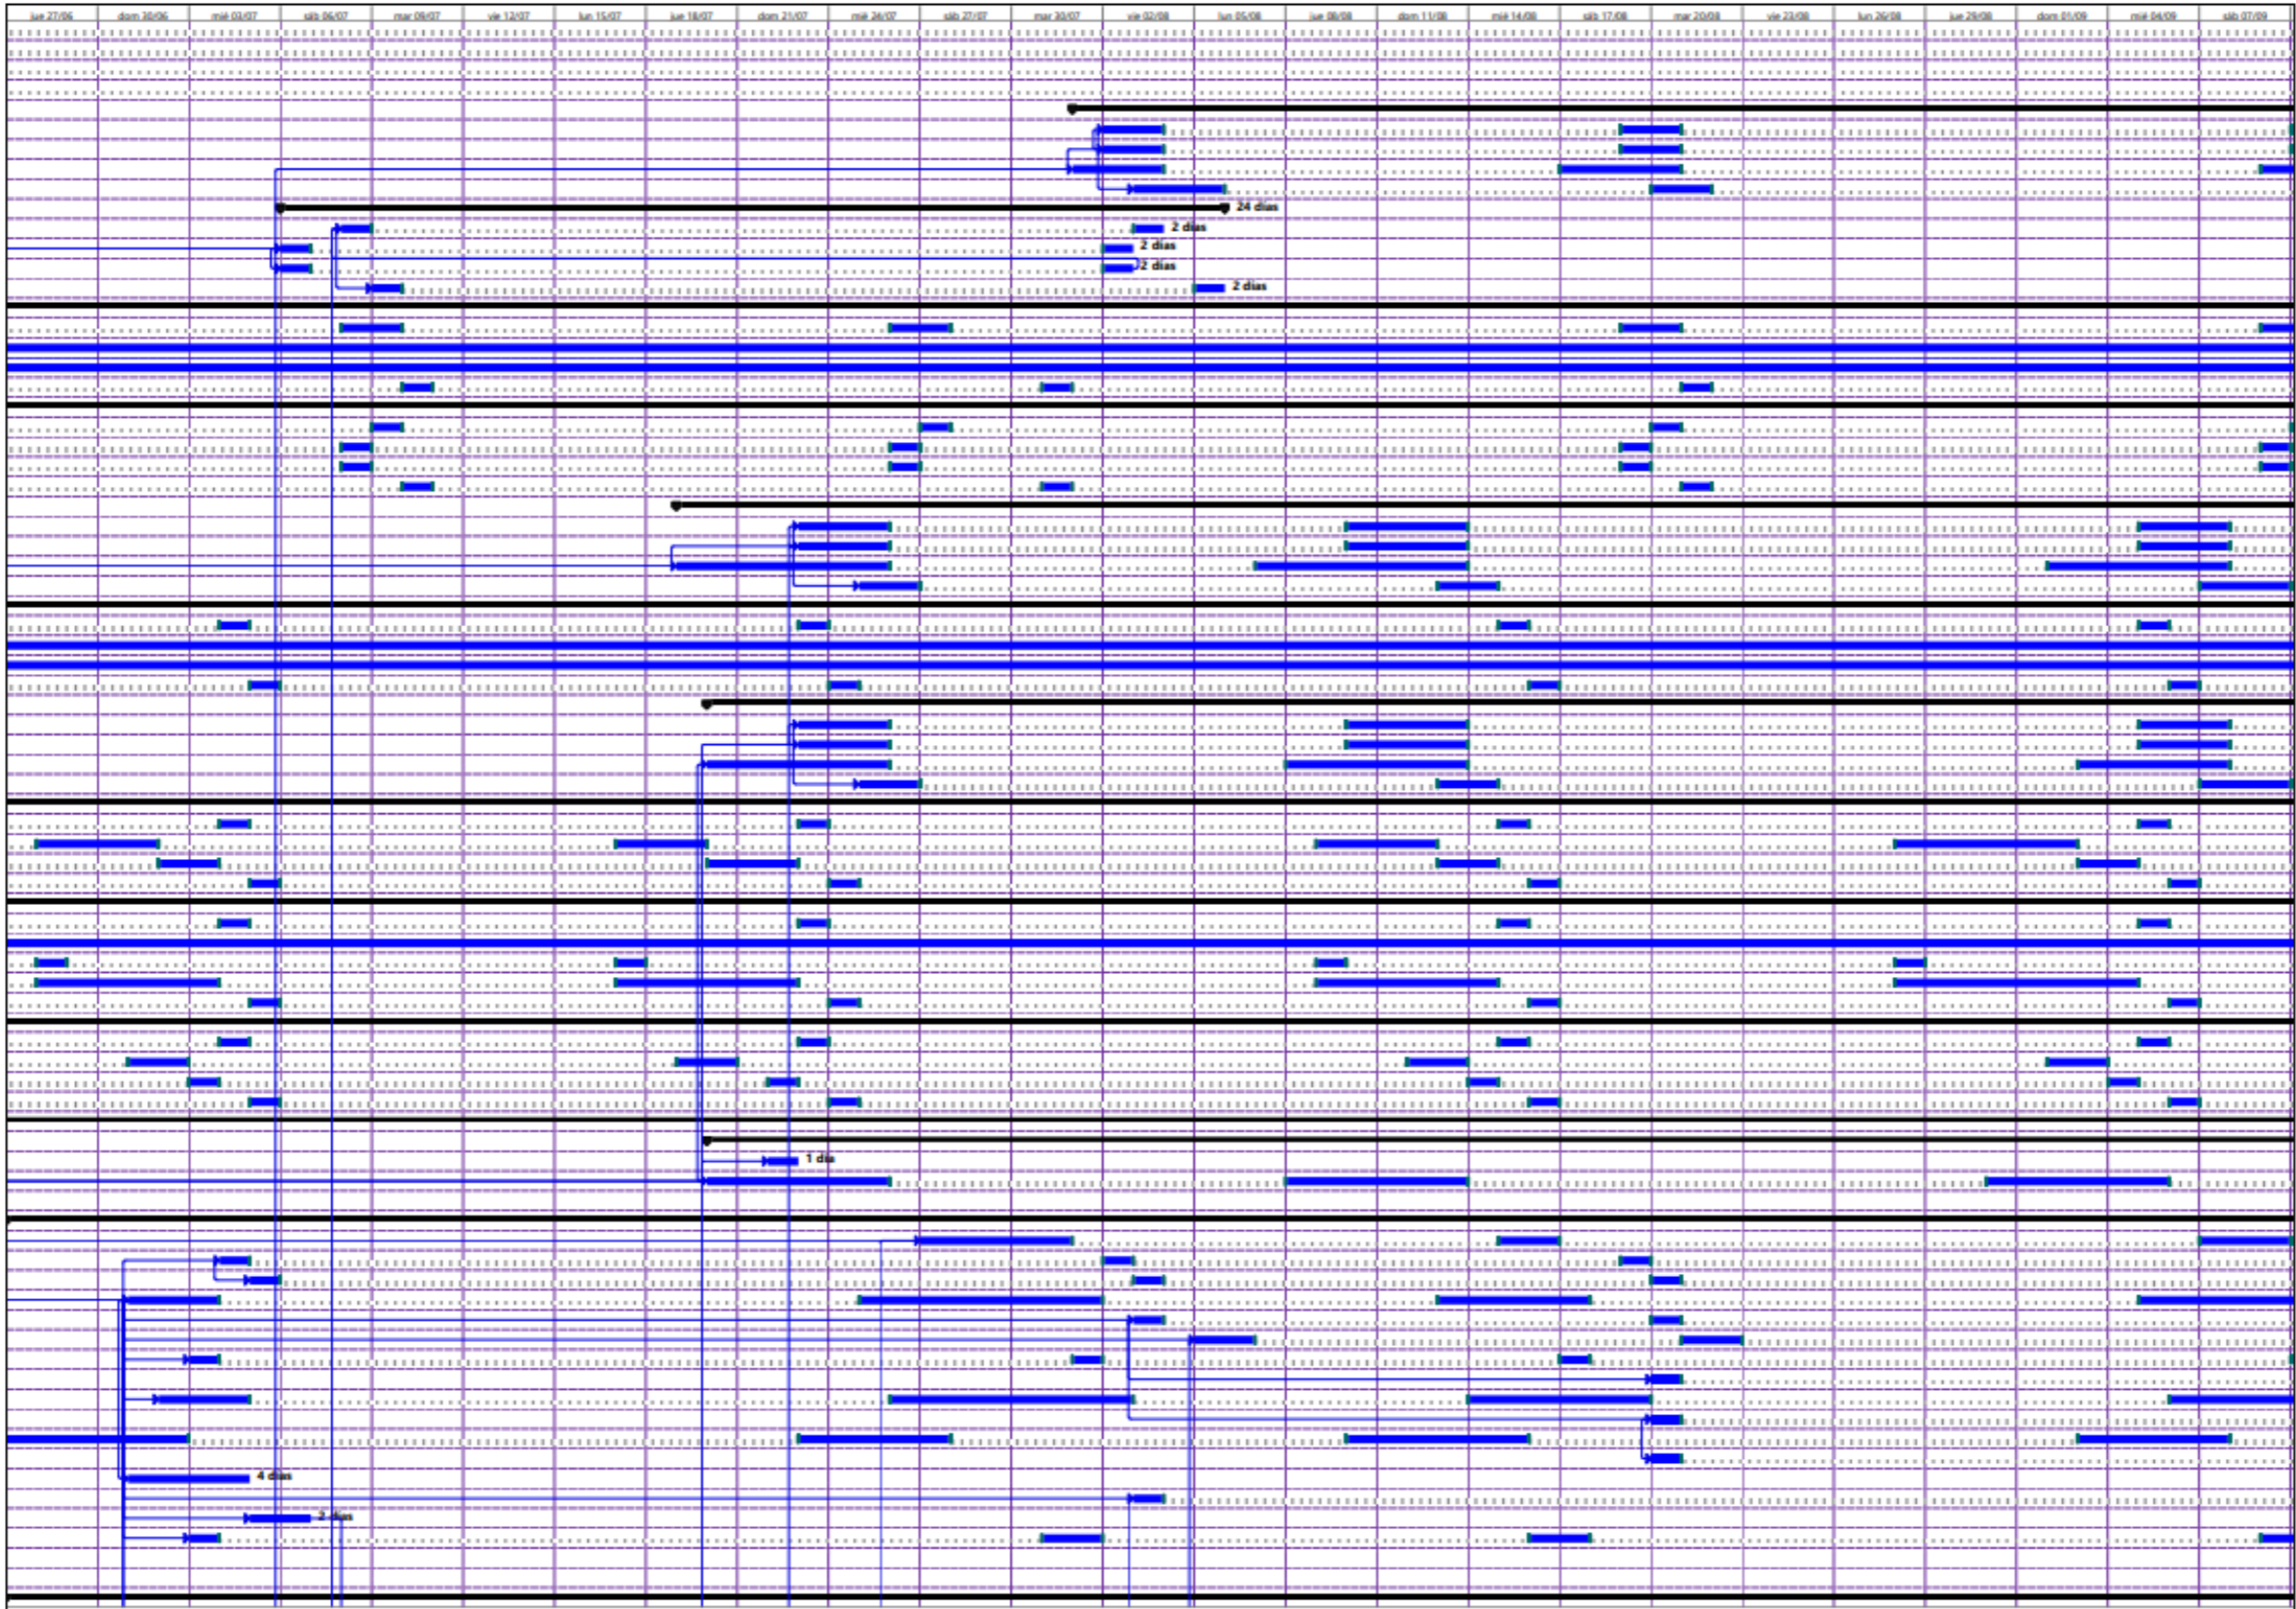 jue 27/06 dom 30/06 mié 03/07 sáb 06/07 mar 09/07 vie 12/07 lun 15/07 jue 18/07 dom 21/07 mié 24/07 sáb 27/07 mar 30/07 vie 02/08 lun 05/08 jue 08/08 dom 11/08 mié 14/08 sáb 17/08 mar 20/08 vie 23/08 lun 26/08 jue 29/08 dom 01/09 mié 04/09 sáb 07/09
24 días
2 días
2 días
2 días
2 días
1 día
4 días
2 días